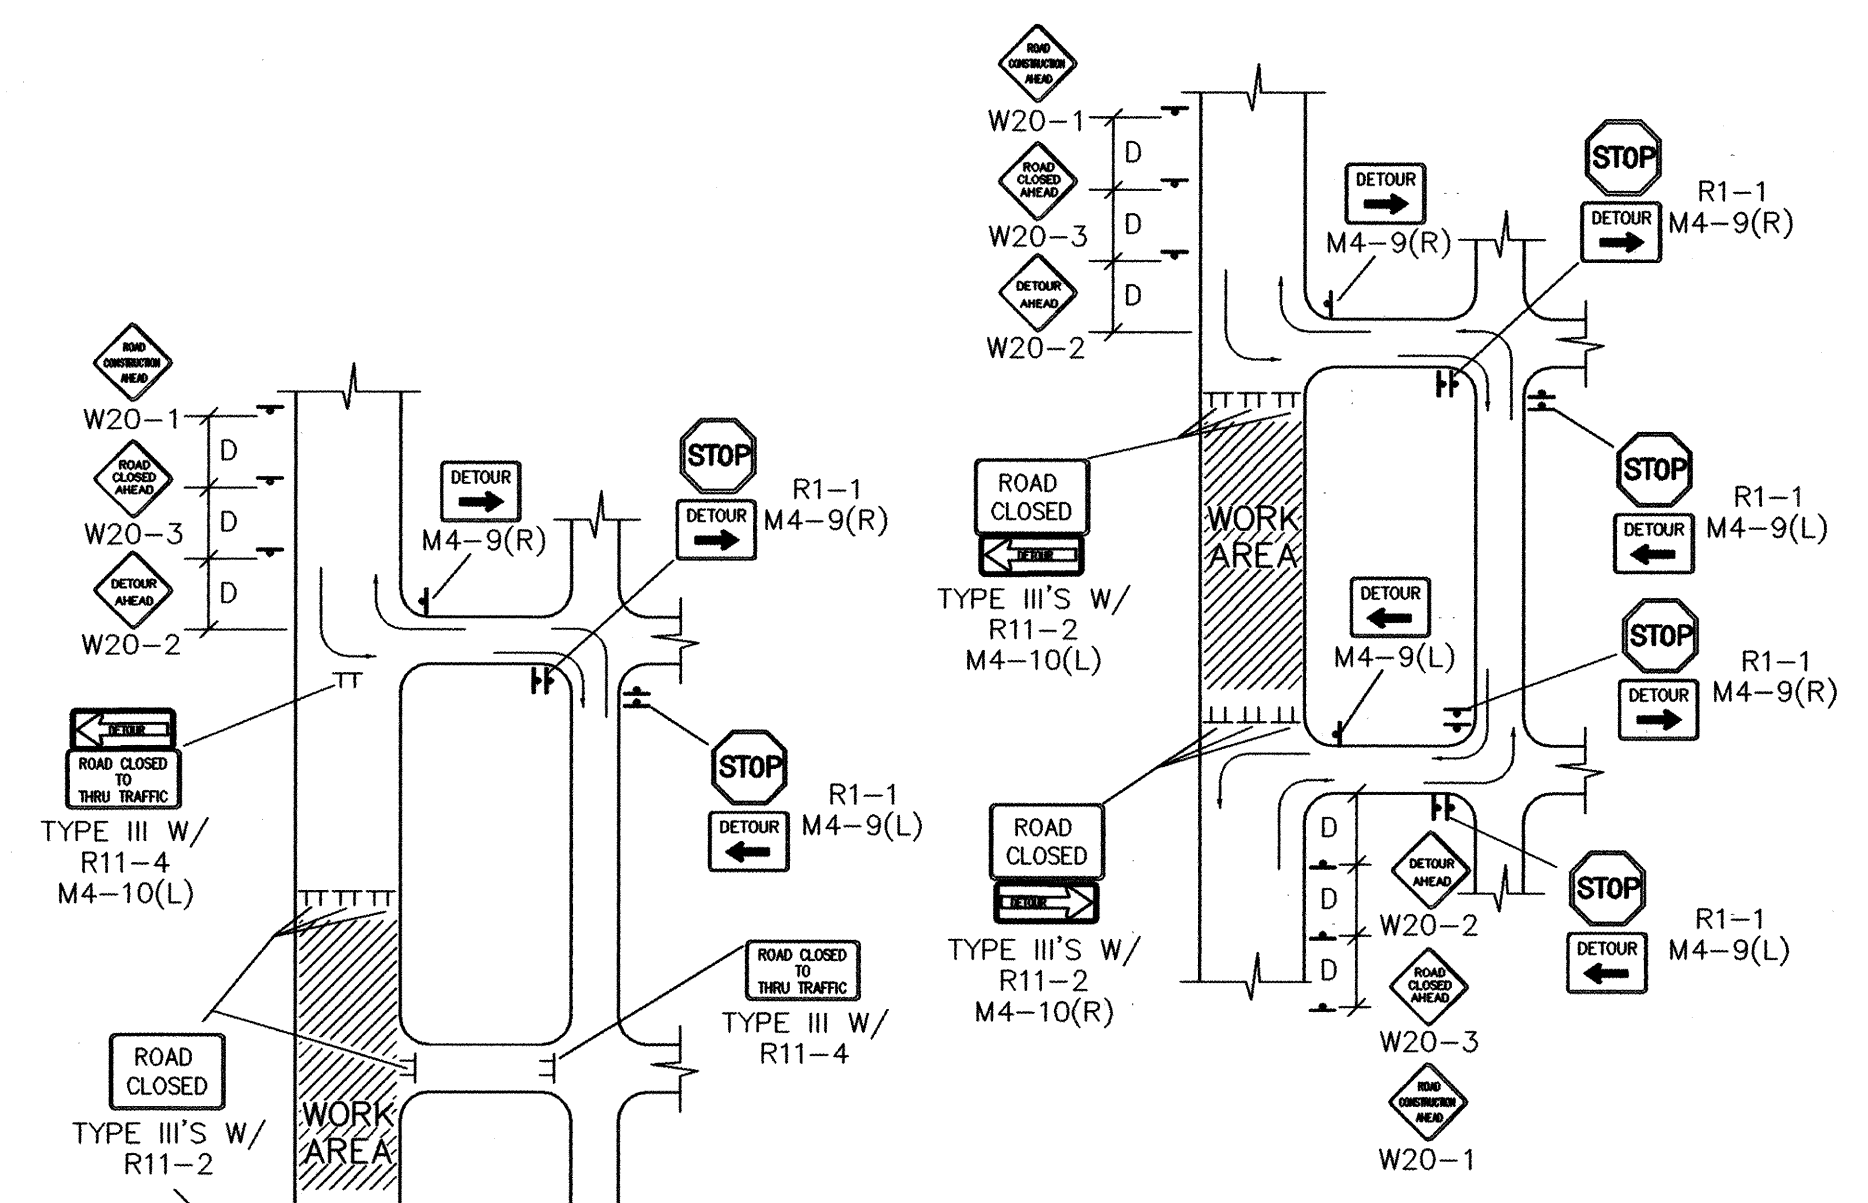 ROAD
CONSTRUCTION
AHEAD
W20-1
D
ROAD
CLOSED
AHEAD
W20-3
D
DETOUR
AHEAD
W20-2
D
DETOUR
M4-9(R)
STOP
DETOUR
R1-1
M4-9(R)
DETOUR
ROAD CLOSED
TO
THRU TRAFFIC
TYPE III W/
R11-4
M4-10(L)
STOP
DETOUR
R1-1
M4-9(L)
ROAD CLOSED
TO
THRU TRAFFIC
TYPE III W/
R11-4
ROAD
CLOSED
TYPE III'S W/
R11-2
WORK
AREA
ROAD
CONSTRUCTION
AHEAD
W20-1
D
ROAD
CLOSED
AHEAD
W20-3
D
DETOUR
AHEAD
W20-2
D
DETOUR
M4-9(R)
STOP
DETOUR
R1-1
M4-9(R)
ROAD
CLOSED
DETOUR
TYPE III'S W/
R11-2
M4-10(L)
WORK
AREA
STOP
DETOUR
R1-1
M4-9(L)
DETOUR
M4-9(L)
STOP
DETOUR
R1-1
M4-9(R)
ROAD
CLOSED
DETOUR
TYPE III'S W/
R11-2
M4-10(R)
D
DETOUR
AHEAD
W20-2
D
ROAD
CLOSED
AHEAD
W20-3
D
ROAD
CONSTRUCTION
AHEAD
W20-1
STOP
DETOUR
R1-1
M4-9(L)